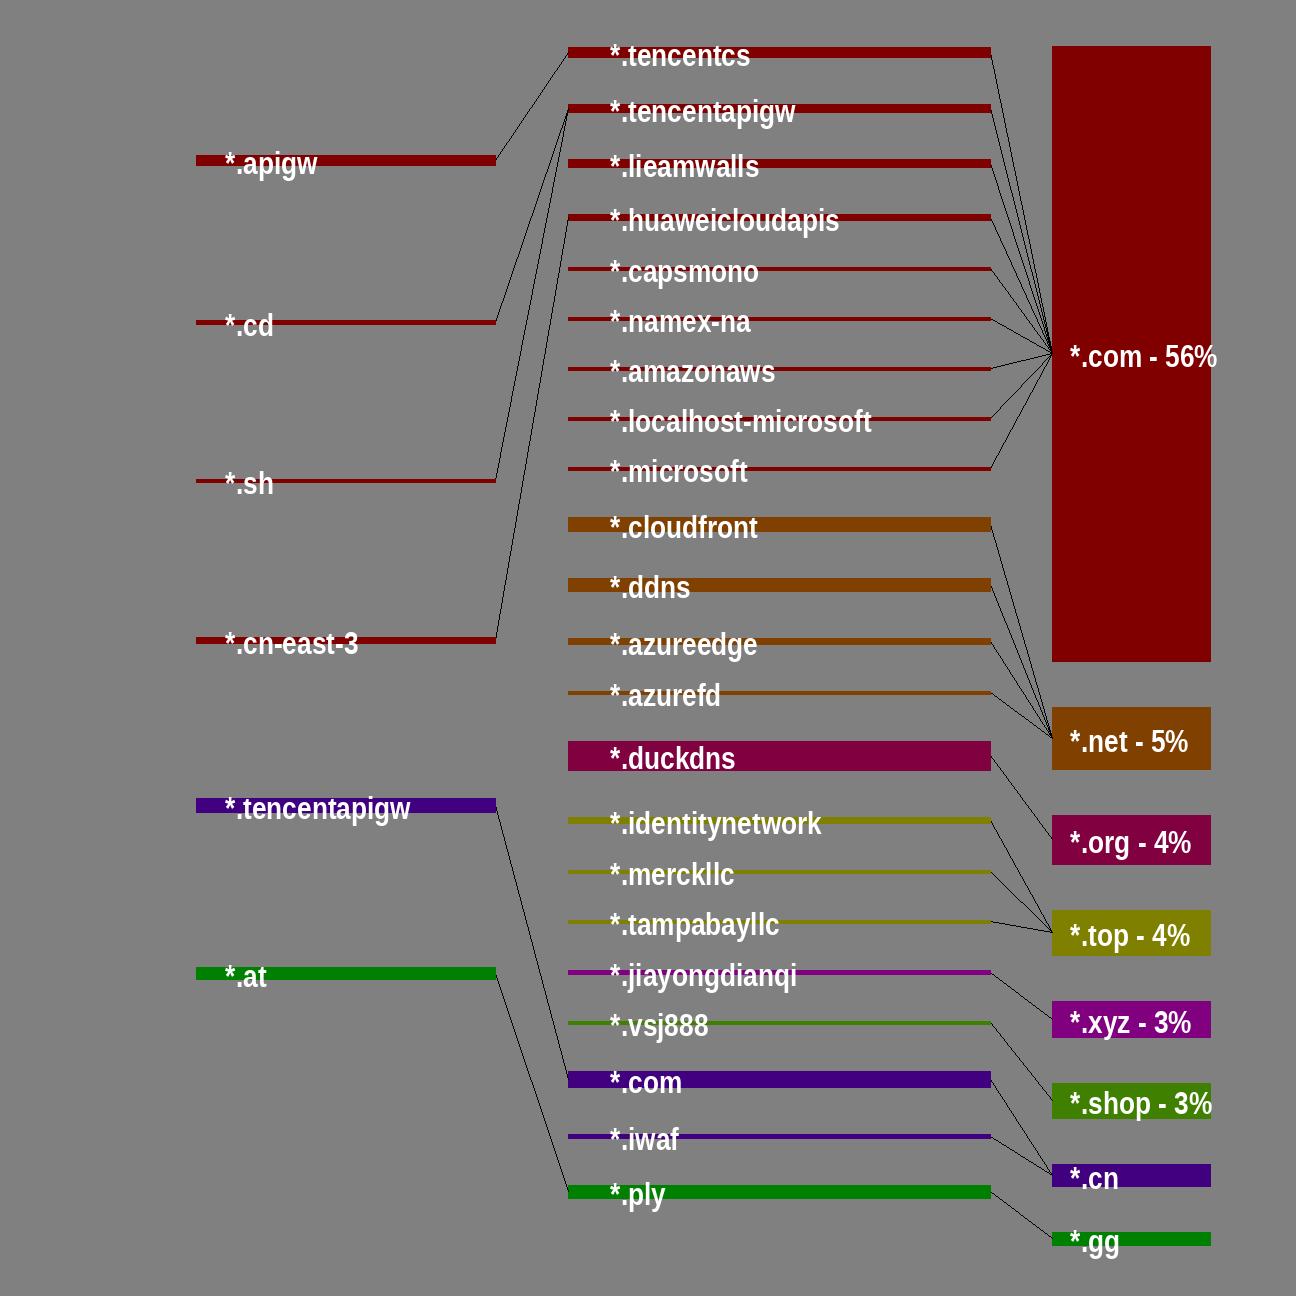 *.apigw
*.cd
*.sh
*.cn-east-3
*.tencentapigw
*.at
*.tencentcs
*.tencentapigw
*.lieamwalls
*.huaweicloudapis
*.capsmono
*.namex-na
*.amazonaws
*.localhost-microsoft
*.microsoft
*.cloudfront
*.ddns
*.azureedge
*.azurefd
*.duckdns
*.identitynetwork
*.merckllc
*.tampabayllc
*.jiayongdianqi
*.vsj888
*.com
*.iwaf
*.ply
*.com - 56%
*.net - 5%
*.org - 4%
*.top - 4%
*.xyz - 3%
*.shop - 3%
*.cn
*.gg